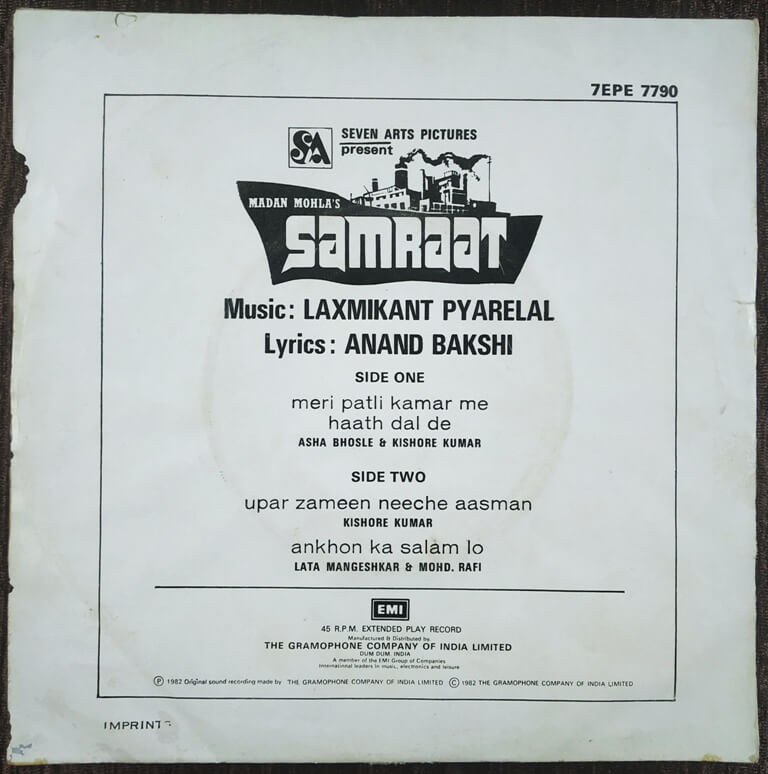 7EPE 7790
SA
SEVEN ARTS PICTURES
present
MADAN MOHLA'S
SAMRAAT
Music: LAXMIKANT PYARELAL
Lyrics: ANAND BAKSHI
SIDE ONE
meri patli kamar me
haath dal de
ASHA BHOSLE & KISHORE KUMAR
SIDE TWO
upar zameen neeche aasman
KISHORE KUMAR
ankhon ka salam lo
LATA MANGESHKAR & MOHD. RAFI
EMI
45 R.P.M. EXTENDED PLAY RECORD
Manufactured & Distributed by
THE GRAMOPHONE COMPANY OF INDIA LIMITED
DUM DUM, INDIA
A member of the EMI Group of Companies
International leaders in music, electronics and leisure
Ⓟ 1982 Original sound recording made by THE GRAMOPHONE COMPANY OF INDIA LIMITED © 1982 THE GRAMOPHONE COMPANY OF INDIA LIMITED
IMPRINTS